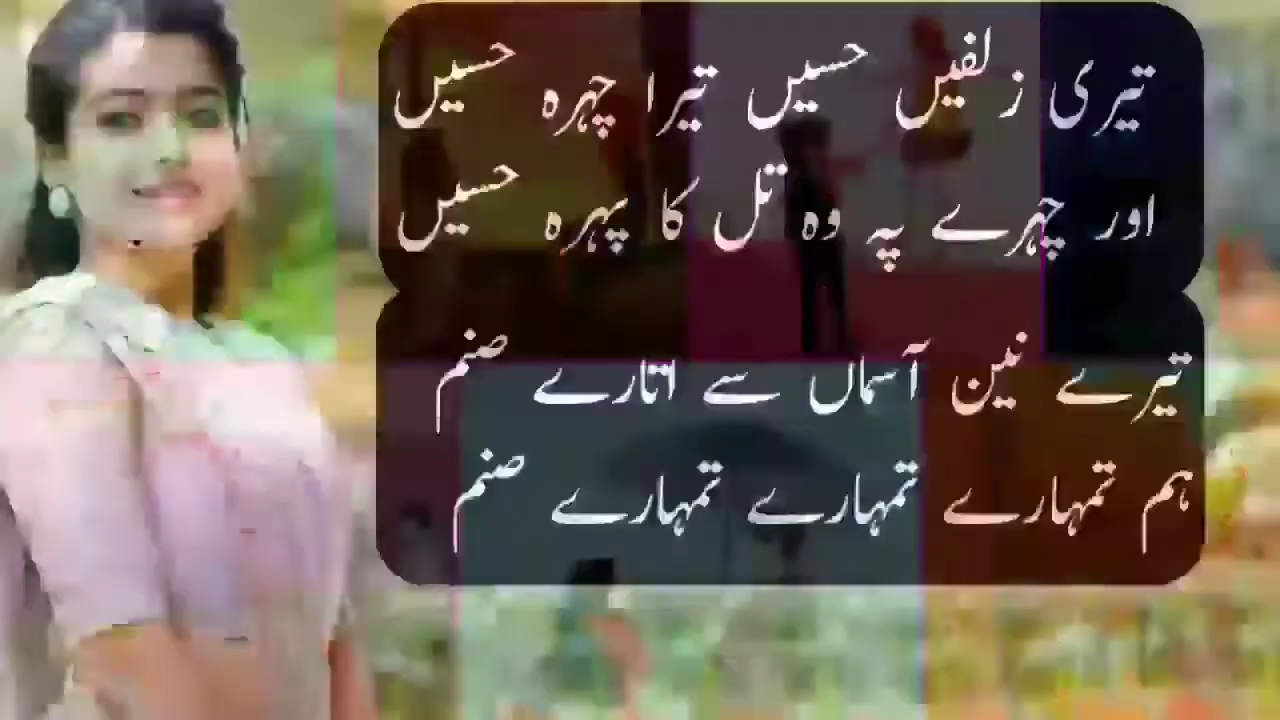 تیری زلفیں حسیں تیرا چہرہ حسیں
اور چہرے پہ وہ تل کا پہرہ حسیں
تیرے نین آسماں سے اتارے صنم
ہم تمہارے تمہارے تمہارے صنم